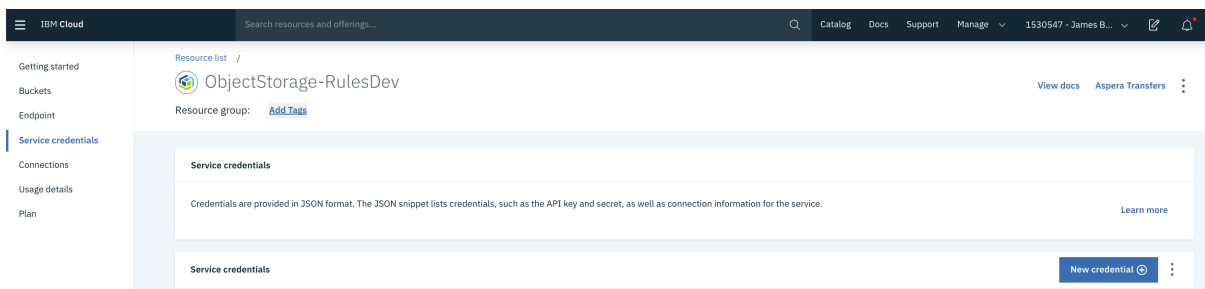 IBM Cloud
Search resources and offerings...
Catalog
Docs
Support
Manage
1530547 - James B...
Getting started
Buckets
Endpoint
Service credentials
Connections
Usage details
Plan
Resource list /
ObjectStorage-RulesDev
Resource group: Add Tags
View docs
Aspera Transfers
Service credentials
Credentials are provided in JSON format. The JSON snippet lists credentials, such as the API key and secret, as well as connection information for the service.
Learn more
Service credentials
New credential